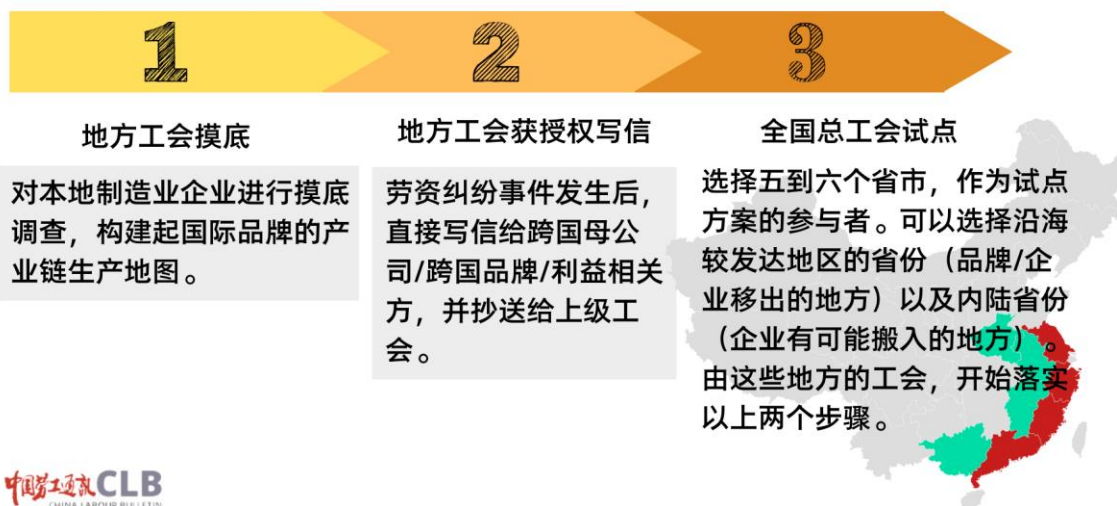 1
2
3
地方工会摸底
对本地制造业企业进行摸底
调查，构建起国际品牌的产
业链生产地图。
地方工会获授权写信
劳资纠纷事件发生后，
直接写信给跨国母公
司/跨国品牌/利益相关
方，并抄送给上级工
会。
全国总工会试点
选择五到六个省市，作为试点
方案的参与者。可以选择沿海
较发达地区的省份（品牌/企
业移出的地方）以及内陆省份
（企业有可能搬入的地方）。
由这些地方的工会，开始落实
以上两个步骤。
中国劳工通讯 CLB
CHINA LABOUR BULLETIN